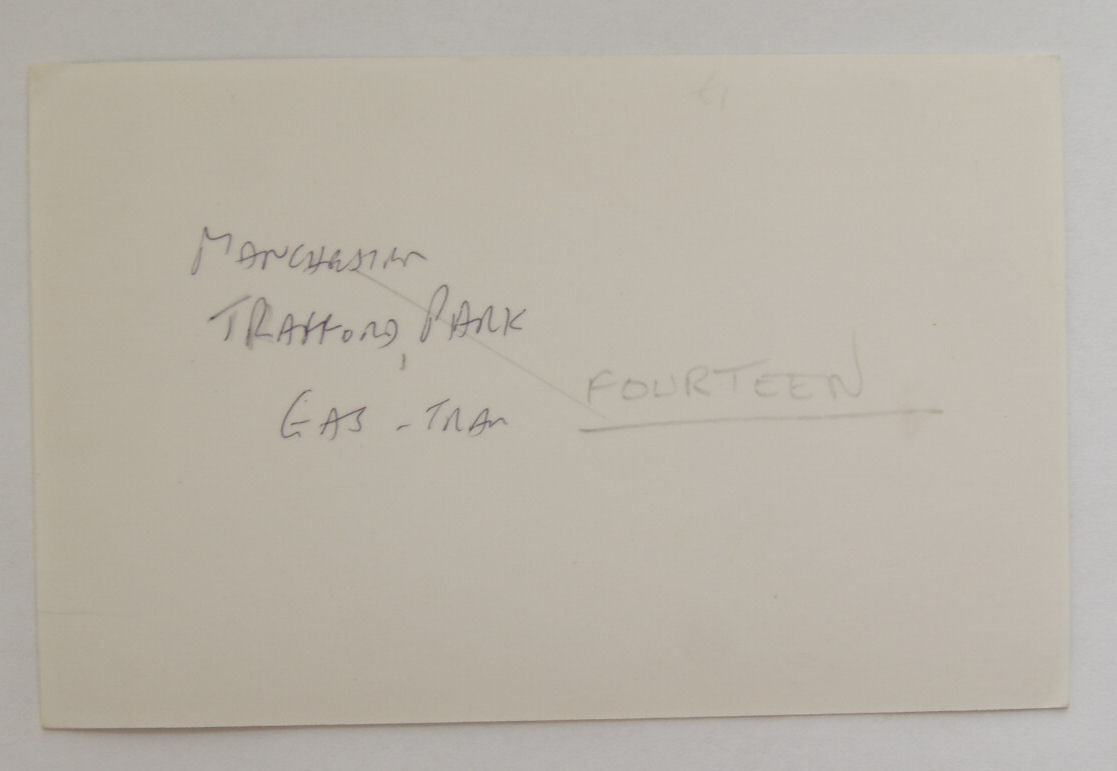 MANCHESTER
TRAFFORD, PARK
GAS - TRAM
FOURTEEN